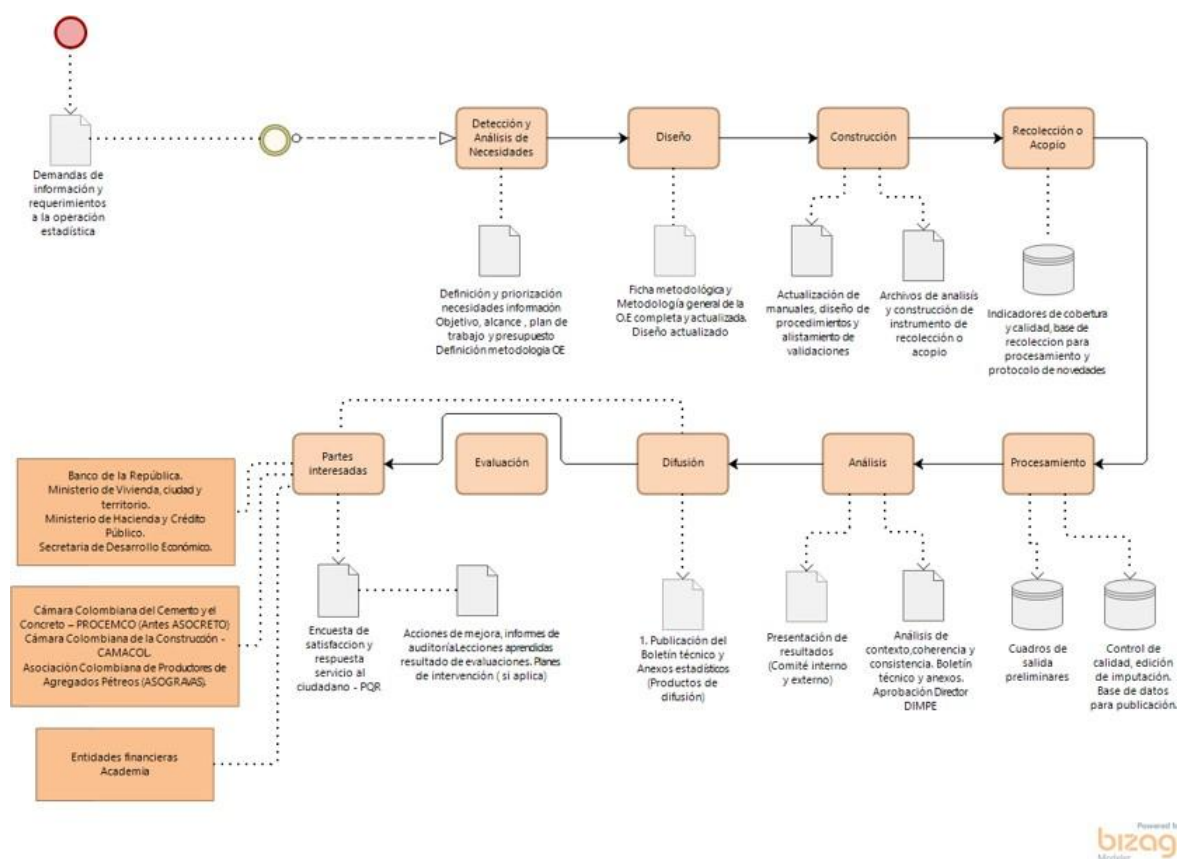 Demandas de
información y
requerimientos
a la operación
estadística
Detección y
Análisis de
Necesidades
Diseño
Construcción
Recolección o
Acopio
Definición y priorización
necesidades información
Objetivo, alcance , plan de
trabajo y presupuesto
Definición metodología OE
Ficha metodológica y
Metodología general de la
O.E completa y actualizada.
Diseño actualizado
Actualización de
manuales, diseño de
procedimientos y
alistamiento de
validaciones
Archivos de analisís
y construcción de
instrumento de
recolección o
acopio
Indicadores de cobertura
y calidad, base de
recoleccion para
procesamiento y
protocolo de novedades
Partes
interesadas
Evaluación
Difusión
Análisis
Procesamiento
Banco de la República.
Ministerio de Vivienda, ciudad y
territorio.
Ministerio de Hacienda y Crédito
Público.
Secretaria de Desarrollo Económico.
Cámara Colombiana del Cemento y el
Concreto – PROCEMCO (Antes ASOCRETO)
Cámara Colombiana de la Construcción -
CAMACOL.
Asociación Colombiana de Productores de
Agregados Pétreos (ASOGRAVAS).
Entidades financieras
Academia
Encuesta de
satisfaccion y
respuesta
servicio al
ciudadano - PQR
Acciones de mejora, informes de
auditoría.Lecciones aprendidas
resultado de evaluaciones. Planes
de intervención ( si aplica)
1. Publicación del
Boletín técnico y
Anexos estadísticos
(Productos de
difusión)
Presentación de
resultados
(Comité interno
y externo)
Análisis de
contexto,coherencia y
consistencia. Boletín
técnico y anexos.
Aprobación Director
DIMPE
Cuadros de
salida
preliminares
Control de
calidad, edición
de imputación.
Base de datos
para publicación.
Powered by
bizagi
Modeler